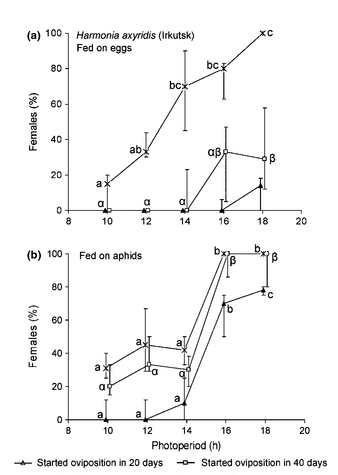 (a) Harmonia axyridis (Irkutsk)
Fed on eggs
Females (%)
100
80
60
40
20
0
a
ab
bc
bc
c
α
α
α
αβ
β
8 10 12 14 16 18 20
(b) Fed on aphids
Females (%)
100
80
60
40
20
0
a
a
a
b
b
α
α
α
β
β
a
a
a
b
c
8 10 12 14 16 18 20
Photoperiod (h)
Started oviposition in 20 days Started oviposition in 40 days